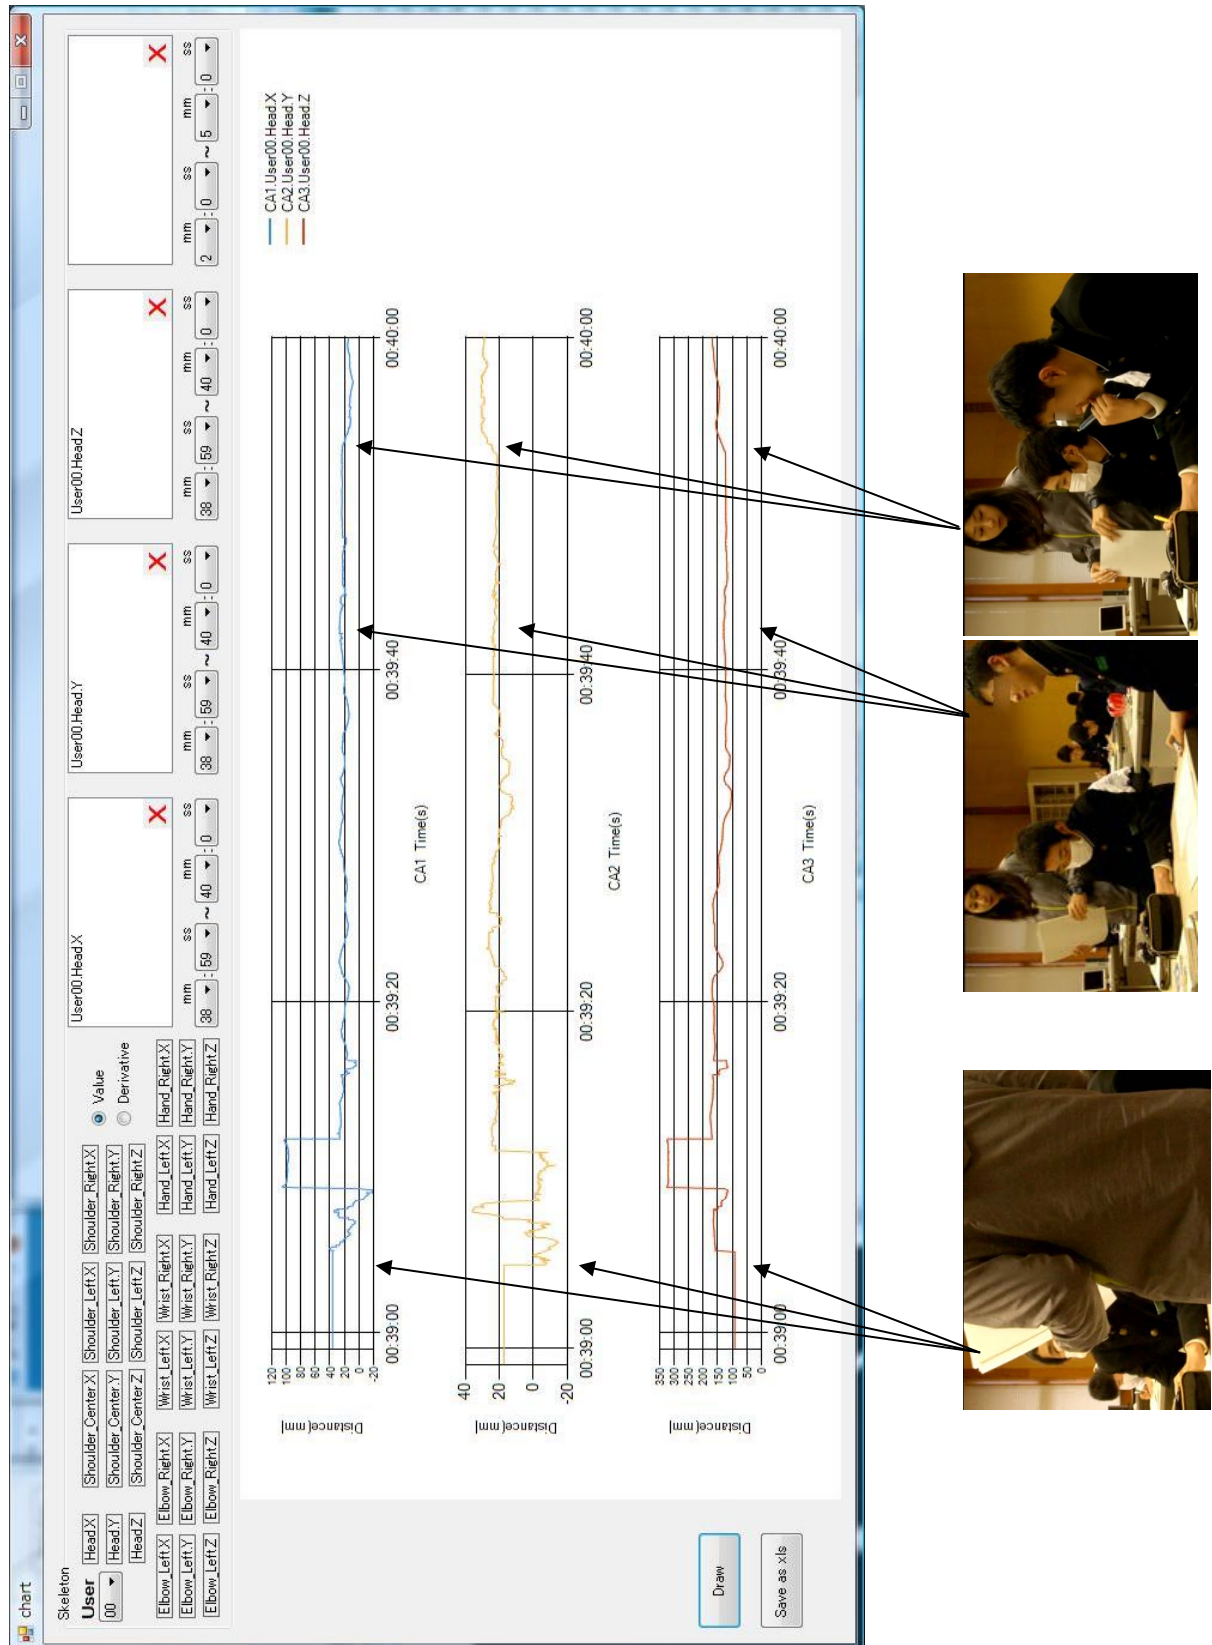 chart
Skeleton
User
00
Head.X
Head.Y
Head.Z
Shoulder_Center.X
Shoulder_Center.Y
Shoulder_Center.Z
Shoulder_Left.X
Shoulder_Left.Y
Shoulder_Left.Z
Shoulder_Right.X
Shoulder_Right.Y
Shoulder_Right.Z
Value
Derivative
Elbow_Left.X Elbow_Right.X Wrist_Left.X Wrist_Right.X Hand_Left.X Hand_Right.X
Elbow_Left.Y Elbow_Right.Y Wrist_Left.Y Wrist_Right.Y Hand_Left.Y Hand_Right.Y
Elbow_Left.Z Elbow_Right.Z Wrist_Left.Z Wrist_Right.Z Hand_Left.Z Hand_Right.Z
User00.Head.X
mm ss mm ss
38 : 59 ~ 40 : 0
User00.Head.Y
mm ss mm ss
38 : 59 ~ 40 : 0
User00.Head.Z
mm ss mm ss
38 : 59 ~ 40 : 0
mm ss mm ss
2 : 0 ~ 5 : 0
CA1.User00.Head.X
CA2.User00.Head.Y
CA3.User00.Head.Z
Distance(mm)
120
100
80
60
40
20
0
-20
00:39:00 00:39:20 00:39:40 00:40:00
CA1 Time(s)
Distance(mm)
40
20
0
-20
00:39:00 00:39:20 00:39:40 00:40:00
CA2 Time(s)
Distance(mm)
350
300
250
200
150
100
50
0
00:39:00 00:39:20 00:39:40 00:40:00
CA3 Time(s)
Draw
Save as xls